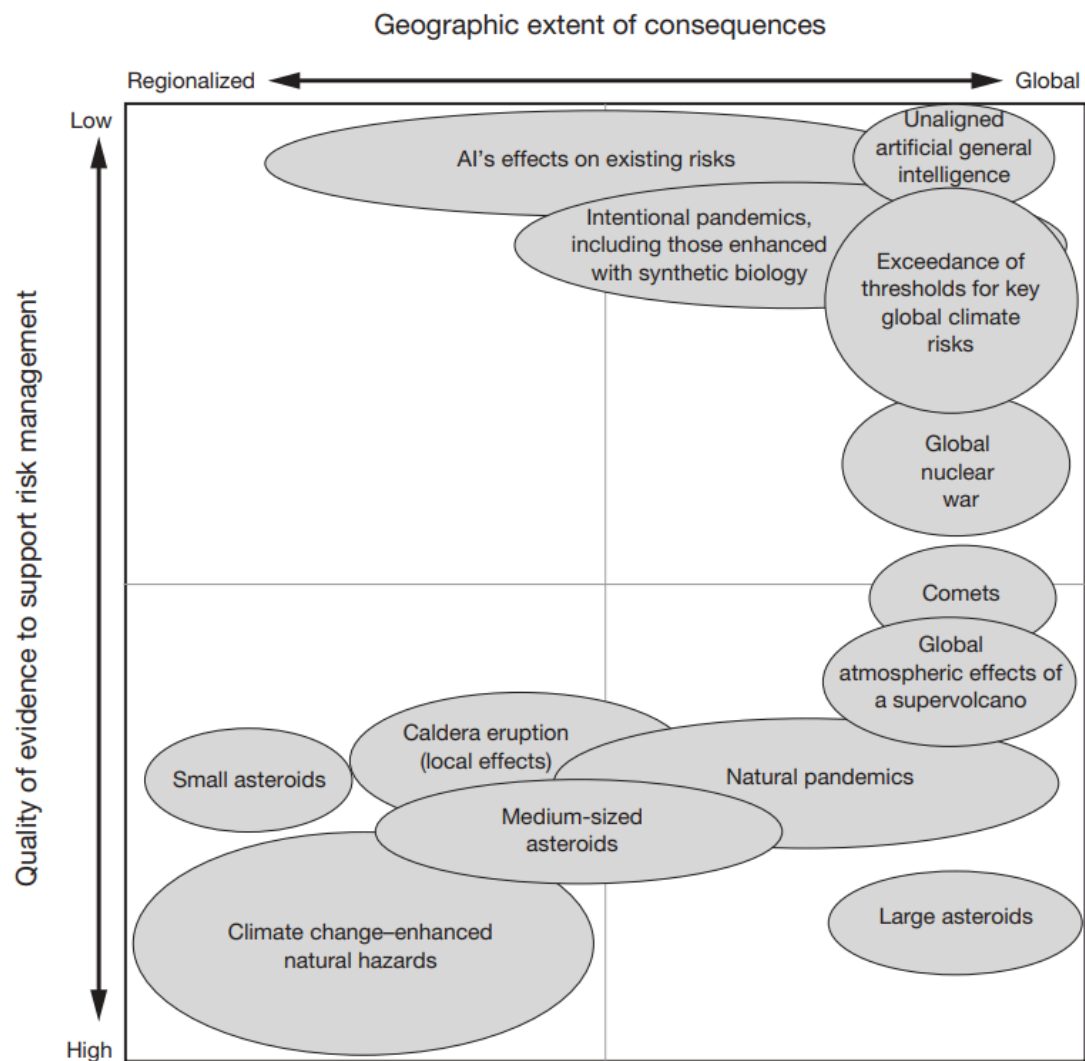 Geographic extent of consequences
Regionalized
Global
Low
Quality of evidence to support risk management
High
AI's effects on existing risks
Unaligned
artificial general
intelligence
Intentional pandemics,
including those enhanced
with synthetic biology
Exceedance of
thresholds for key
global climate
risks
Global
nuclear
war
Comets
Global
atmospheric effects of
a supervolcano
Caldera eruption
(local effects)
Small asteroids
Natural pandemics
Medium-sized
asteroids
Climate change–enhanced
natural hazards
Large asteroids